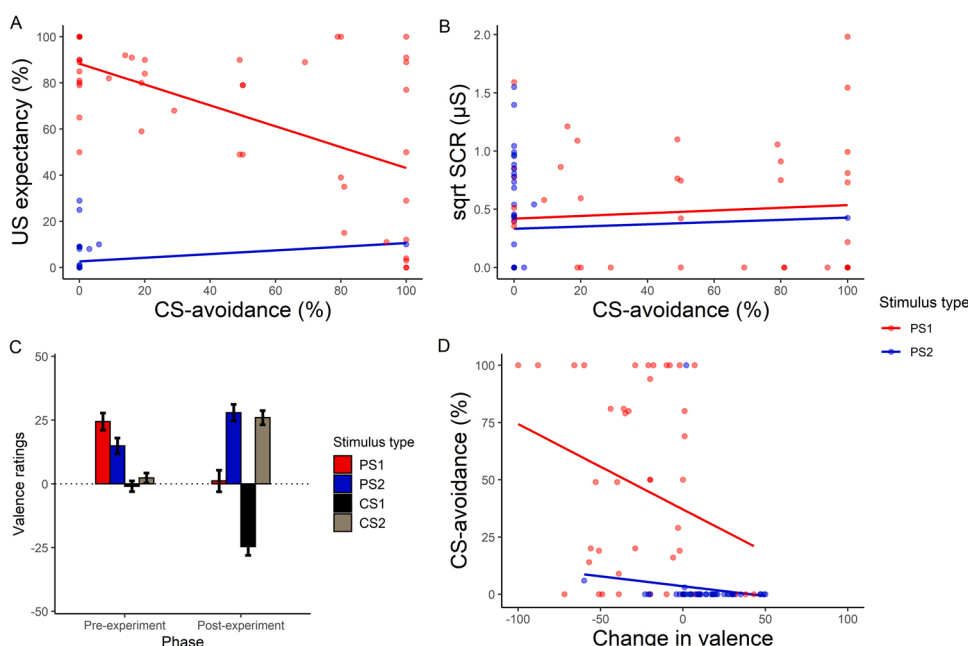 A
US expectancy (%)
100
80
60
40
20
0
0 20 40 60 80 100
CS-avoidance (%)
B
sqrt SCR (µS)
2.0
1.5
1.0
0.5
0.0
0 20 40 60 80 100
CS-avoidance (%)
Stimulus type
PS1
PS2
C
Valence ratings
50
25
0
-25
-50
Pre-experiment Post-experiment
Phase
Stimulus type
PS1
PS2
CS1
CS2
D
CS-avoidance (%)
100
75
50
25
0
-100 -50 0 50 100
Change in valence